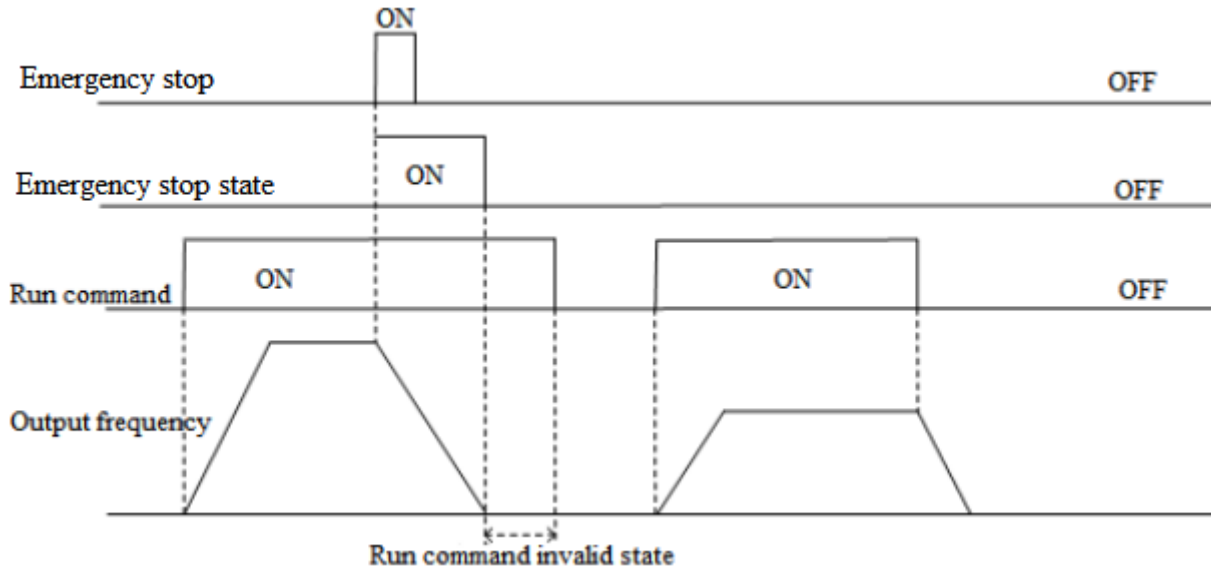 ON
Emergency stop
OFF
ON
Emergency stop state
OFF
ON
ON
Run command
OFF
Output frequency
Run command invalid state